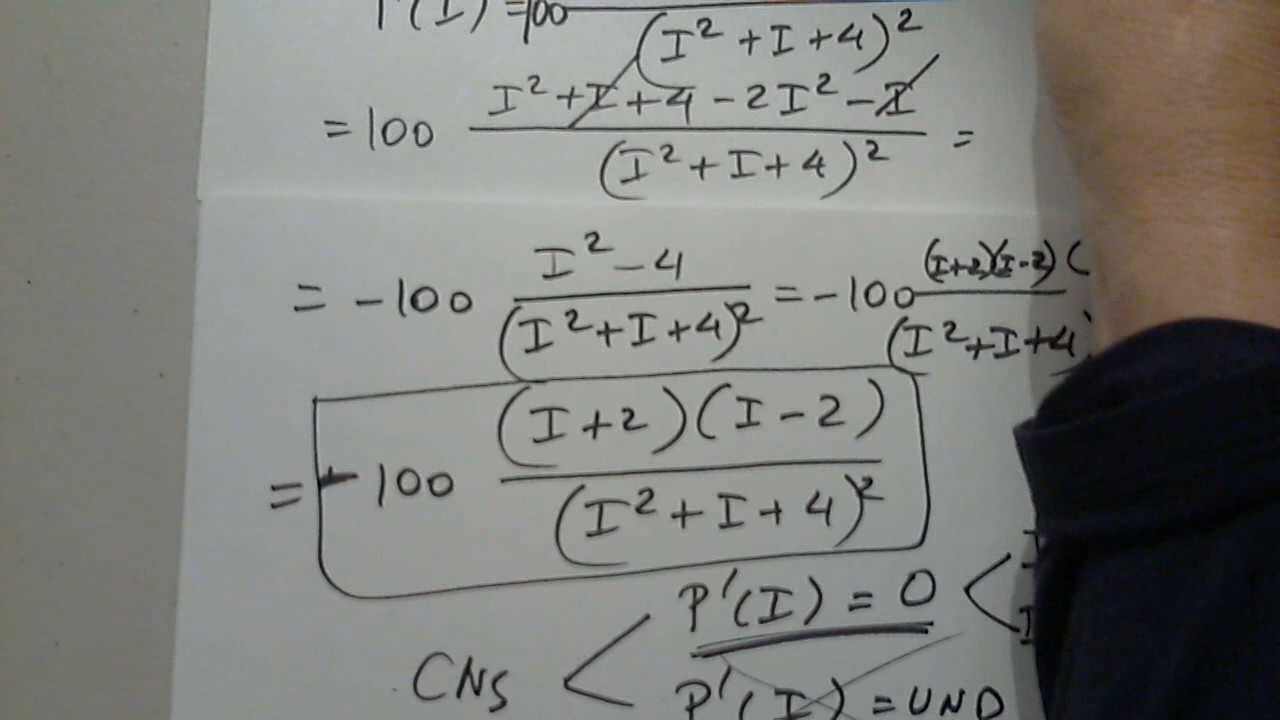 P'(I) = 100 / (I² + I + 4)²
= 100 (I² + I + 4 - 2I² - I) / (I² + I + 4)² =
= -100 (I² - 4) / (I² + I + 4)² = -100 (I+2)(I-2) ( / (I² + I + 4)
= -100 (I + 2)(I - 2) / (I² + I + 4)²
CNs < P'(I) = 0 <
P'(I) = UND